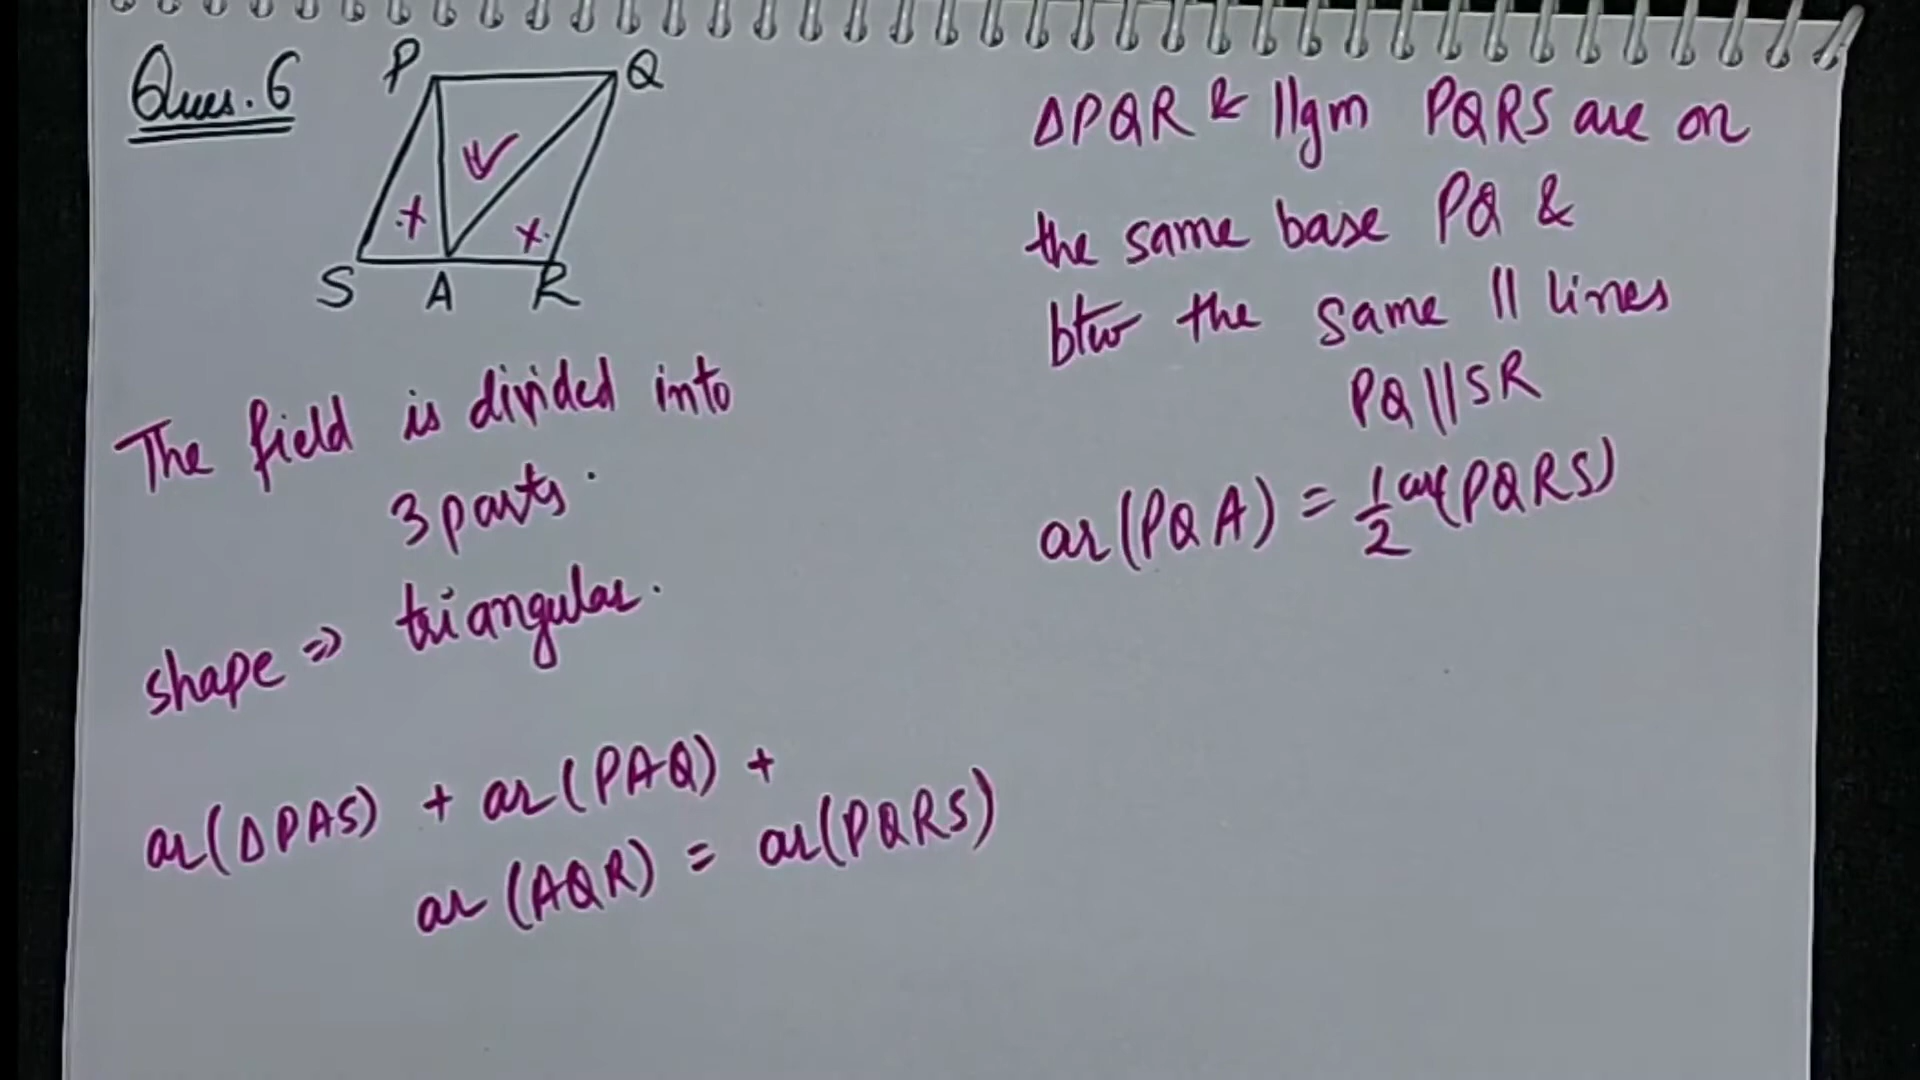 Ques. 6
P Q
S A R
The field is divided into
3 parts.
shape ⇒ triangular.
ar(ΔPAS) + ar(PAQ) +
ar(AQR) = ar(PQRS)
ΔPQR & ||gm PQRS are on
the same base PQ &
btw the same || lines
PQ||SR
ar(PQA) = 1/2 ar(PQRS)